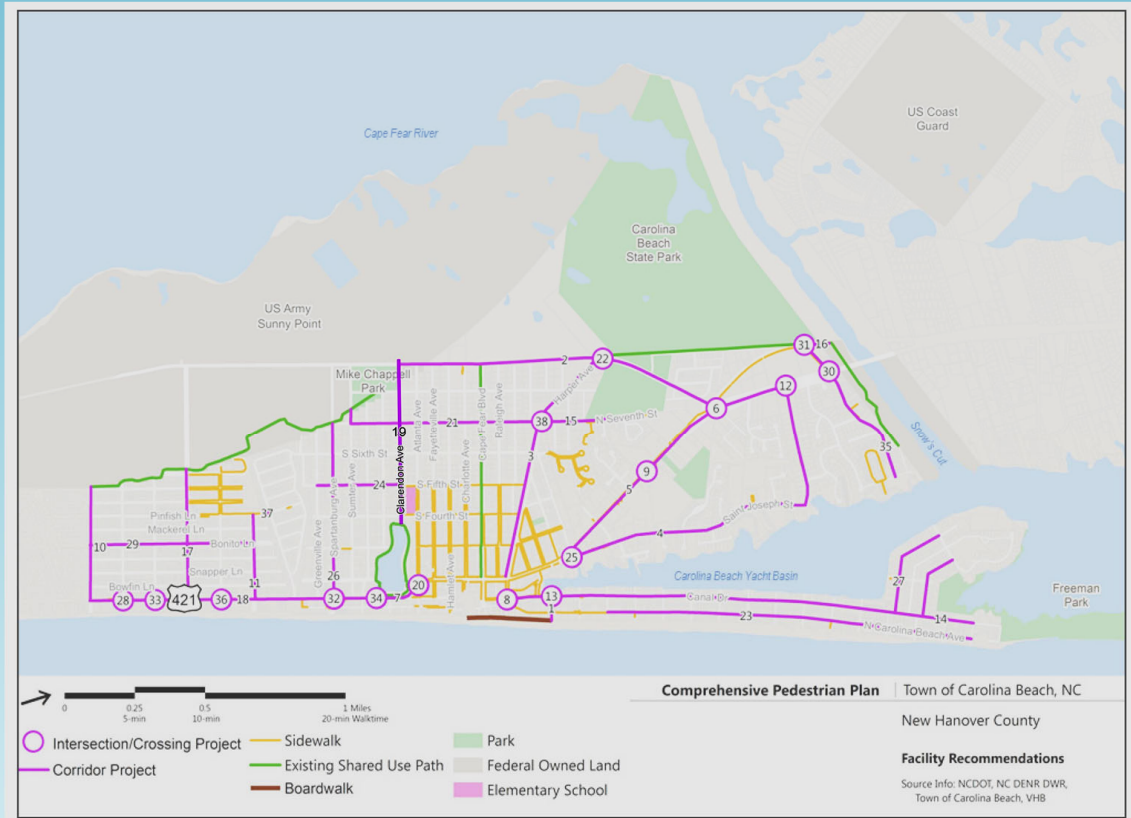 US Coast
Guard
Cape Fear River
Carolina
Beach
State Park
US Army
Sunny Point
31
16
22
2
30
Mike Chappell
Park
Harper Ave
12
6
Atlanta Ave
Fayetteville Ave
Cape Fear Blvd
Raleigh Ave
21
38
15
N Seventh St
19
Snow's Cut
35
S Sixth St
3
9
Clarendon Ave
Charlotte Ave
24
S Fifth St
5
Sumter Ave
Spartanburg Ave
37
S Fourth St
Pinfish Ln
Mackerel Ln
10
29
17
Bonito Ln
Greenville Ave
4
Saint Joseph St
25
Snapper Ln
26
11
Hamlet Ave
20
Carolina Beach Yacht Basin
27
Freeman
Park
Bowfin Ln
28
33
421
36
18
32
34
7
8
13
Canal Dr
1
23
14
N Carolina Beach Ave
0
0.25
5-min
0.5
10-min
1 Miles
20-min Walktime
Comprehensive Pedestrian Plan
Town of Carolina Beach, NC
New Hanover County
Intersection/Crossing Project
Corridor Project
Sidewalk
Existing Shared Use Path
Boardwalk
Park
Federal Owned Land
Elementary School
Facility Recommendations
Source Info: NCDOT, NC DENR DWR,
Town of Carolina Beach, VHB